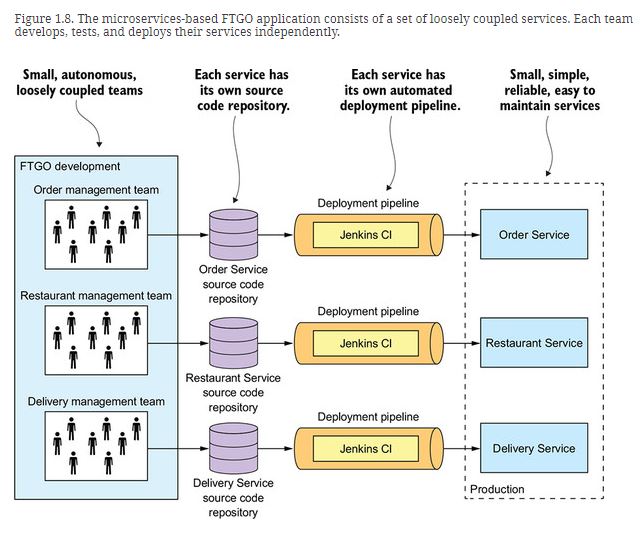 Figure 1.8. The microservices-based FTGO application consists of a set of loosely coupled services. Each team
develops, tests, and deploys their services independently.
Small, autonomous,
loosely coupled teams
Each service has
its own source
code repository.
Each service has
its own automated
deployment pipeline.
Small, simple,
reliable, easy to
maintain services
FTGO development
Order management team
Order Service
source code
repository
Deployment pipeline
Jenkins CI
Order Service
Restaurant management team
Restaurant Service
source code
repository
Deployment pipeline
Jenkins CI
Restaurant Service
Delivery management team
Delivery Service
source code
repository
Deployment pipeline
Jenkins CI
Delivery Service
Production